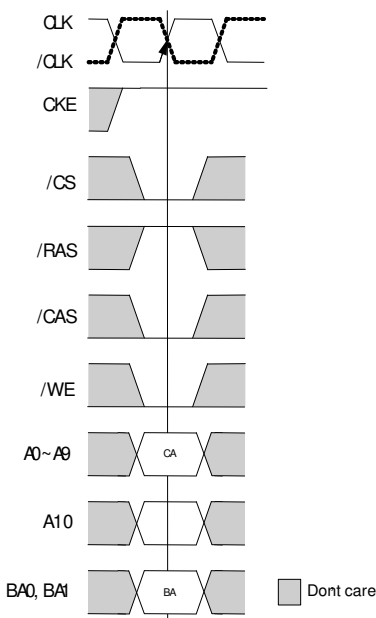 CLK
/CLK
CKE
/CS
/RAS
/CAS
/WE
A0~A9
CA
A10
BA0, BA1
BA
Dont care